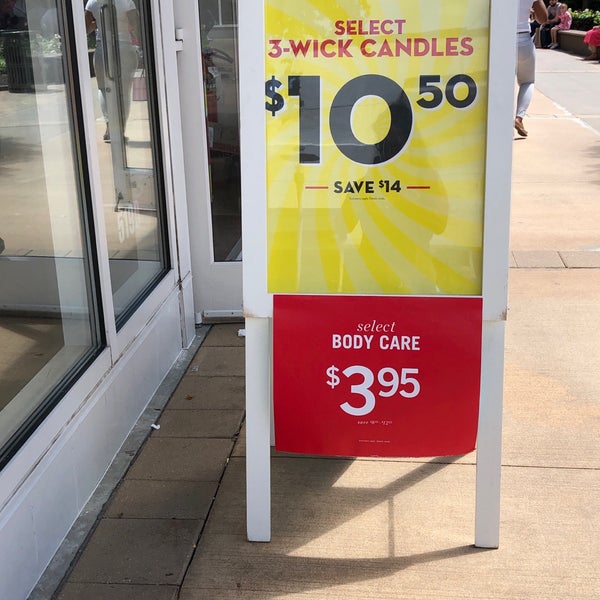 SELECT
3-WICK CANDLES
$10.50
SAVE $14
select
BODY CARE
$3.95